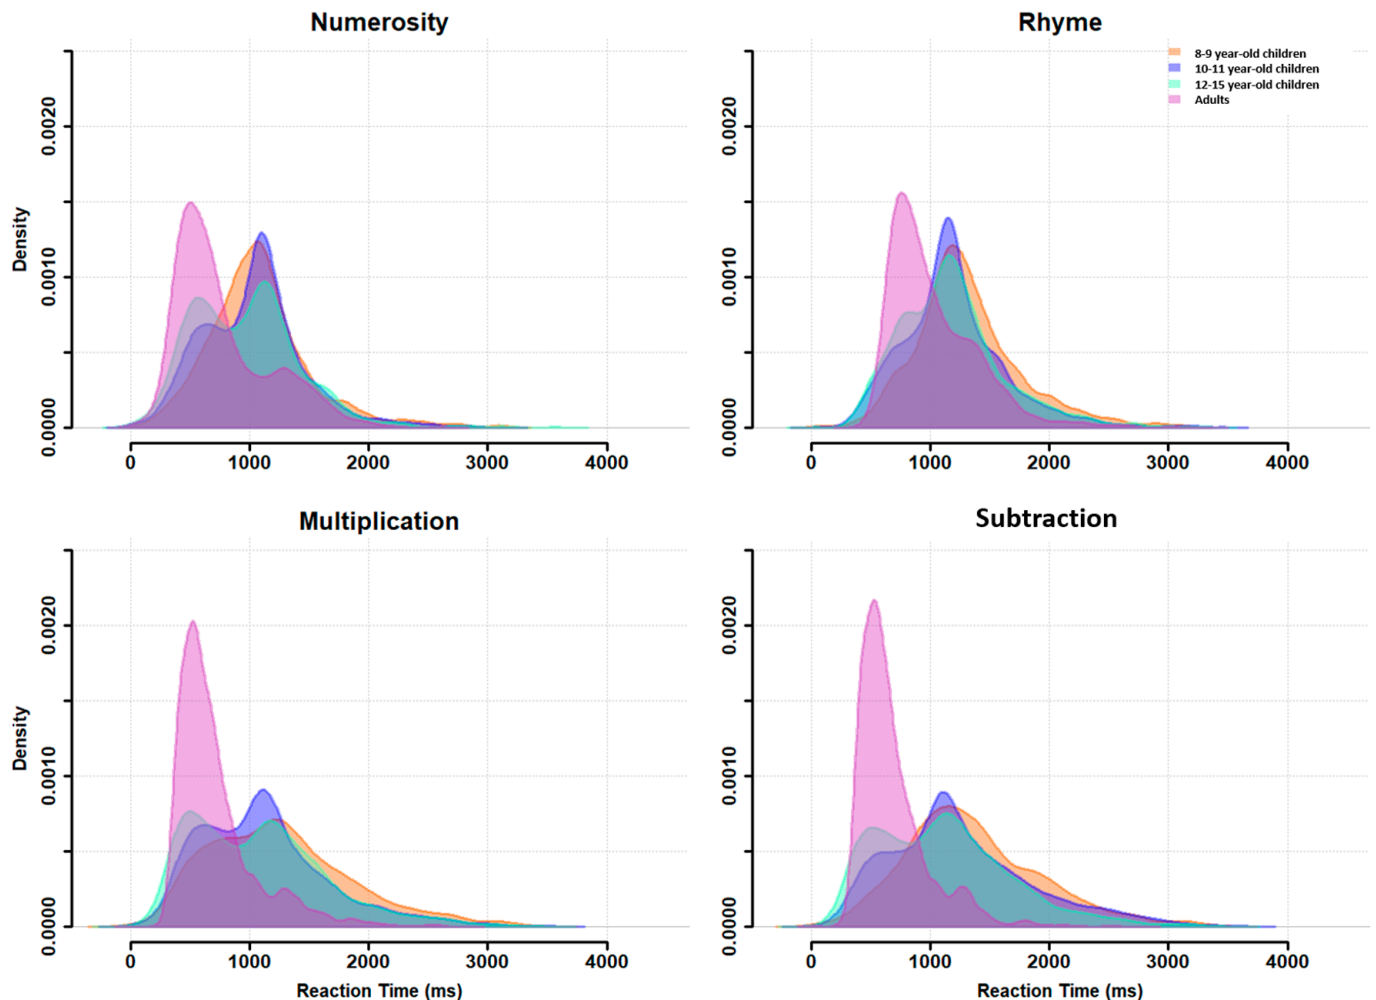 Numerosity
Density
0.0020
0.0010
0.0000
0 1000 2000 3000 4000
Rhyme
8-9 year-old children
10-11 year-old children
12-15 year-old children
Adults
0.0020
0.0010
0.0000
0 1000 2000 3000 4000
Multiplication
Density
0.0020
0.0010
0.0000
0 1000 2000 3000 4000
Reaction Time (ms)
Subtraction
0.0020
0.0010
0.0000
0 1000 2000 3000 4000
Reaction Time (ms)